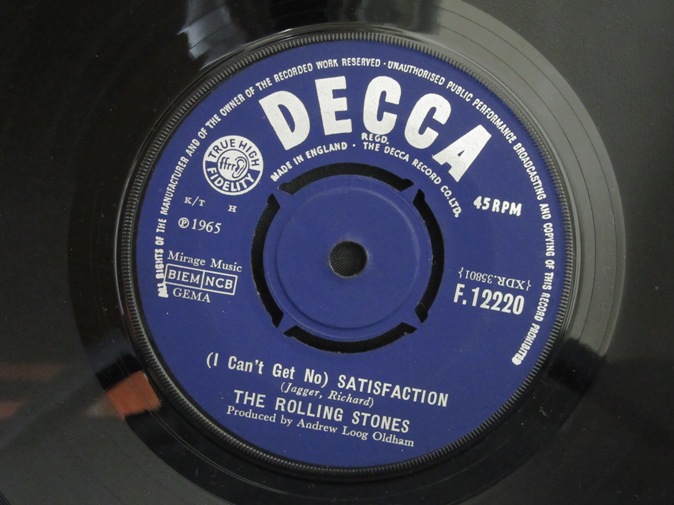 ALL RIGHTS OF THE MANUFACTURER AND OF THE OWNER OF THE RECORDED WORK RESERVED · UNAUTHORISED PUBLIC PERFORMANCE BROADCASTING AND COPYING OF THIS RECORD PROHIBITED
DECCA
REGD.
MADE IN ENGLAND · THE DECCA RECORD CO. LTD.
TRUE HIGH
ffrr
FIDELITY
45 RPM
K/T H
℗ 1965
Mirage Music
BIEM NCB
GEMA
{XDR.35801}
F.12220
(I Can't Get No) SATISFACTION
(Jagger, Richard)
THE ROLLING STONES
Produced by Andrew Loog Oldham